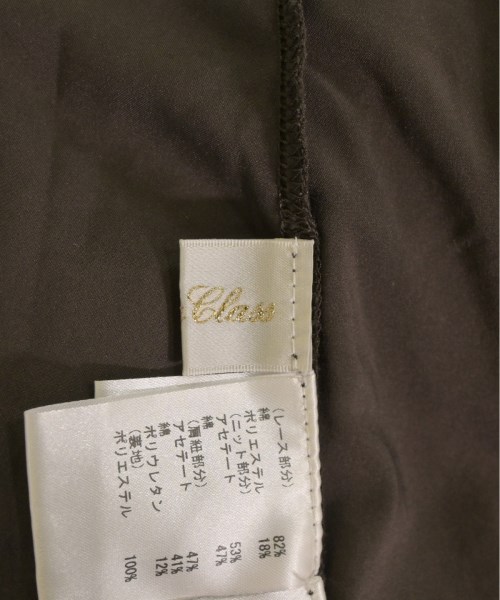 Class
(レース部分)
綿 82%
ポリエステル 18%
(ニット部分)
アセテート 53%
綿 47%
(肩紐部分)
アセテート 47%
綿 41%
ポリウレタン 12%
(裏地)
ポリエステル 100%